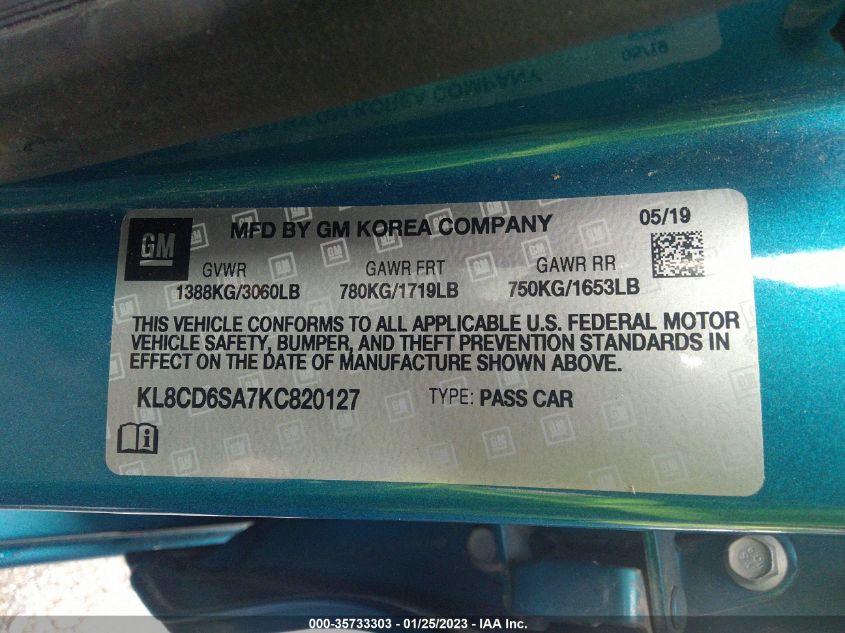 GM
MFD BY GM KOREA COMPANY
05/19
GVWR GAWR FRT GAWR RR
1388KG/3060LB 780KG/1719LB 750KG/1653LB
THIS VEHICLE CONFORMS TO ALL APPLICABLE U.S. FEDERAL MOTOR
VEHICLE SAFETY, BUMPER, AND THEFT PREVENTION STANDARDS IN
EFFECT ON THE DATE OF MANUFACTURE SHOWN ABOVE.
KL8CD6SA7KC820127 TYPE: PASS CAR
000-35733303 - 01/25/2023 - IAA Inc.